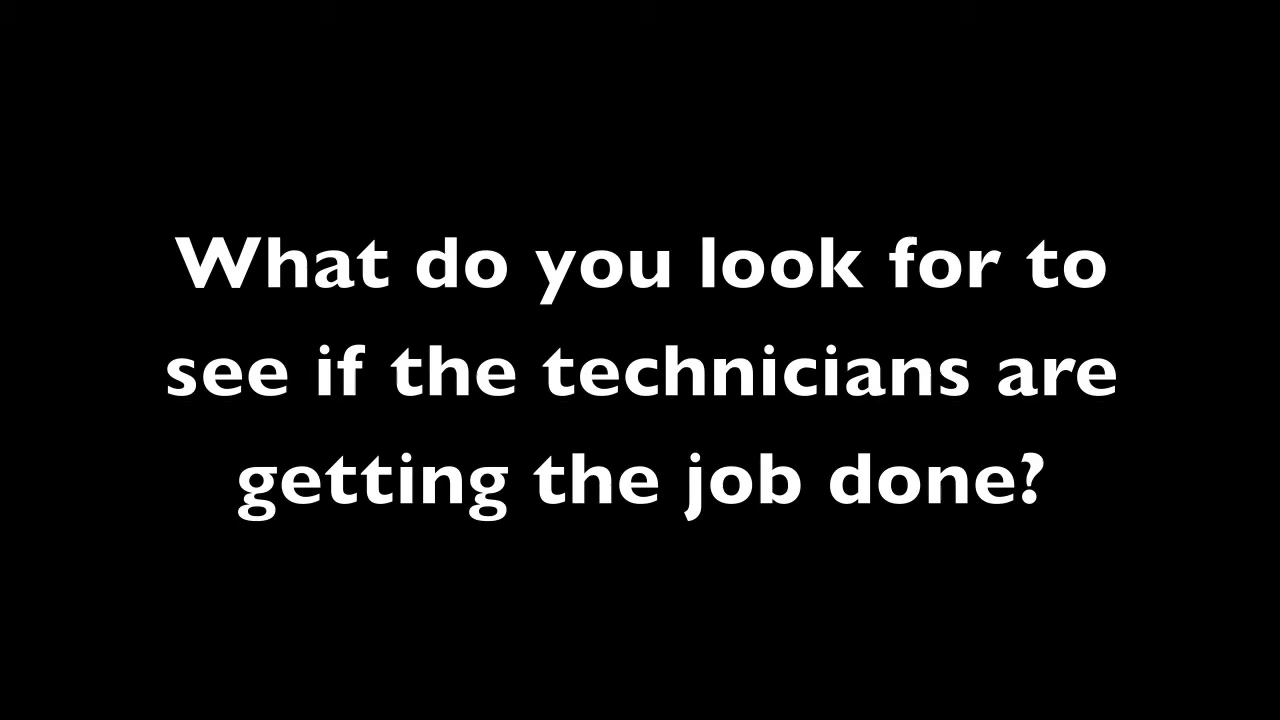 What do you look for to
see if the technicians are
getting the job done?